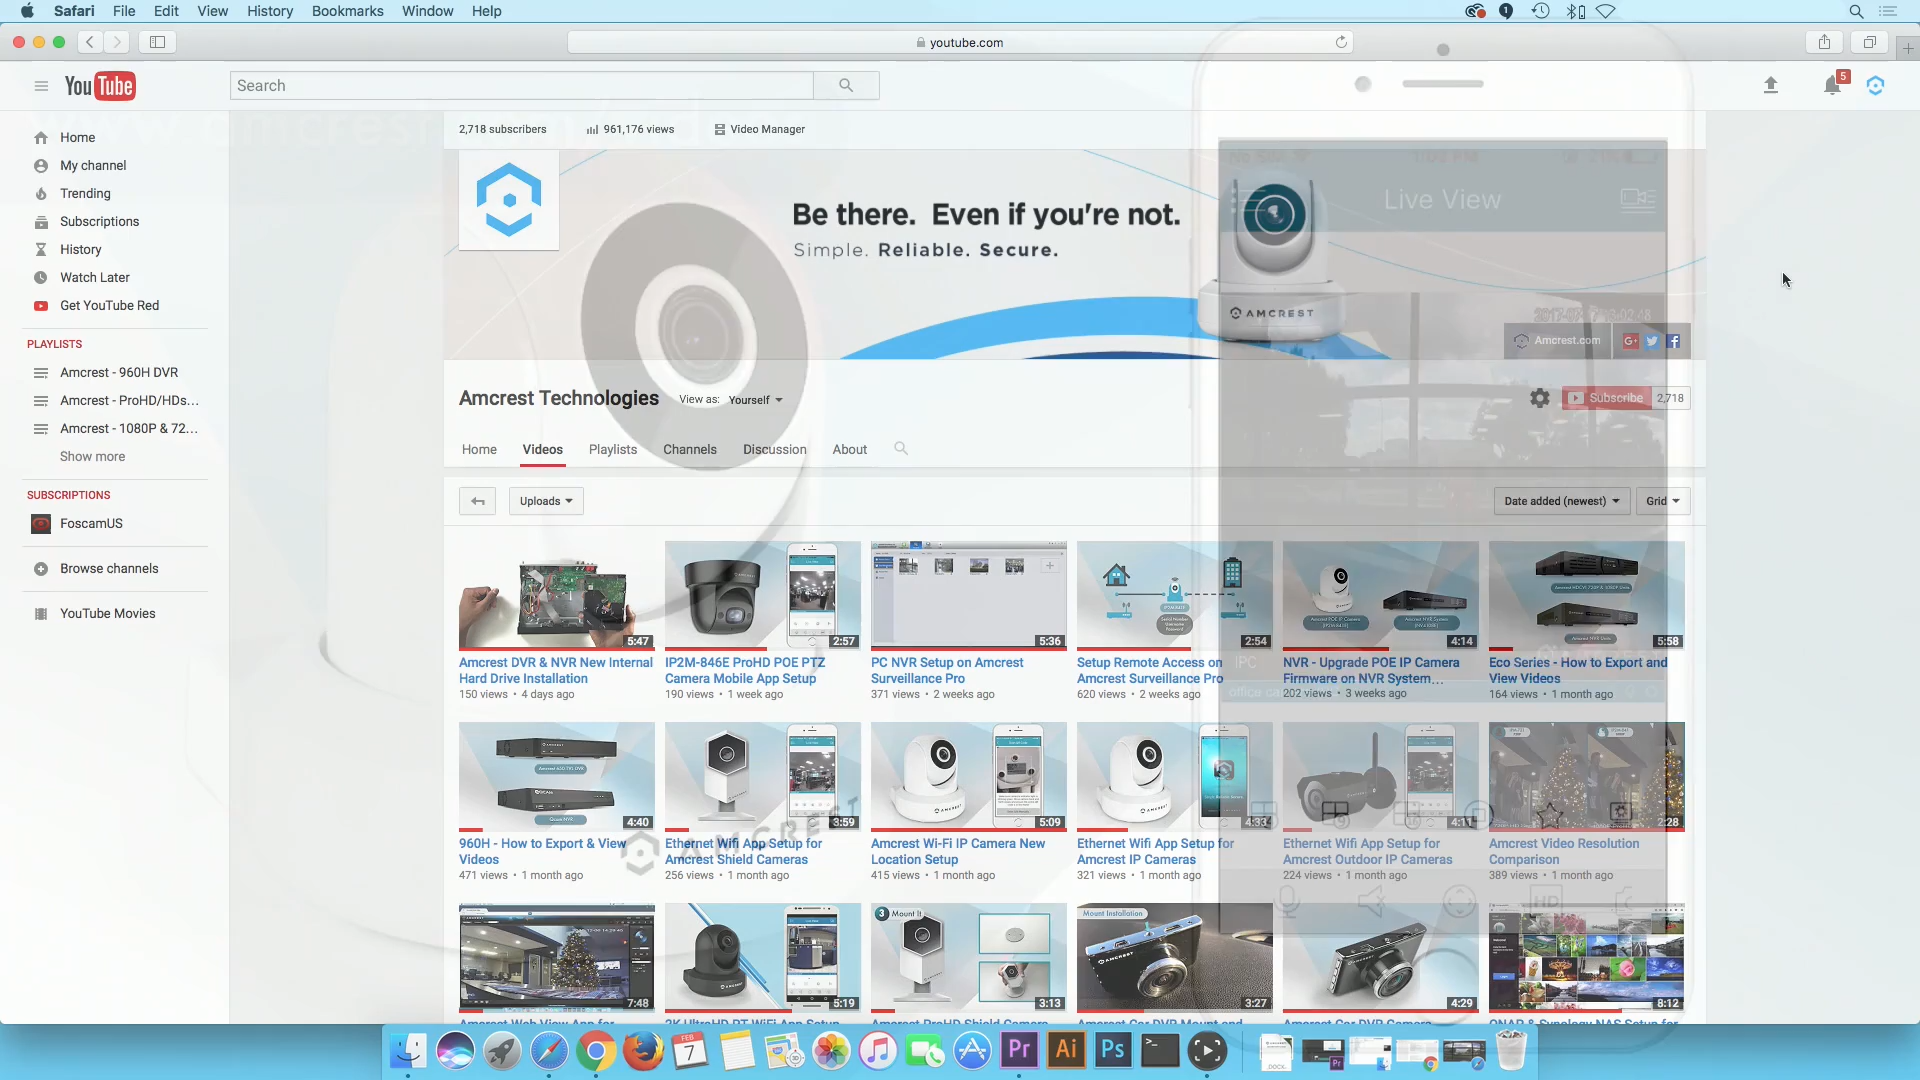 Safari File Edit View History Bookmarks Window Help
youtube.com
YouTube
Search
5
2,718 subscribers 961,176 views Video Manager
Home
My channel
Trending
Subscriptions
History
Watch Later
Get YouTube Red
PLAYLISTS
Amcrest - 960H DVR
Amcrest - ProHD/HDs...
Amcrest - 1080P & 72...
Show more
SUBSCRIPTIONS
FoscamUS
Browse channels
YouTube Movies
Be there. Even if you're not.
Simple. Reliable. Secure.
Live View
AMCREST
Amcrest.com
Amcrest Technologies View as: Yourself
Subscribe 2,718
Home Videos Playlists Channels Discussion About
Uploads Date added (newest) Grid
5:47 2:57 5:36 2:54 4:14 5:58
Amcrest DVR & NVR New Internal Hard Drive Installation
150 views • 4 days ago
IP2M-846E ProHD POE PTZ Camera Mobile App Setup
190 views • 1 week ago
PC NVR Setup on Amcrest Surveillance Pro
371 views • 2 weeks ago
Setup Remote Access on Amcrest Surveillance Pro
620 views • 2 weeks ago
NVR - Upgrade POE IP Camera Firmware on NVR System...
202 views • 3 weeks ago
Eco Series - How to Export and View Videos
164 views • 1 month ago
IPC
4:40 3:59 5:09 4:33 4:11 2:28
960H - How to Export & View Videos
471 views • 1 month ago
Ethernet Wifi App Setup for Amcrest Shield Cameras
256 views • 1 month ago
Amcrest Wi-Fi IP Camera New Location Setup
415 views • 1 month ago
Ethernet Wifi App Setup for Amcrest IP Cameras
321 views • 1 month ago
Ethernet Wifi App Setup for Amcrest Outdoor IP Cameras
224 views • 1 month ago
Amcrest Video Resolution Comparison
389 views • 1 month ago
AMCREST
HD
3 Mount It
Mount Installation
7:48 5:19 3:13 3:27 4:29 8:12
FEB 7
Pr Ai Ps